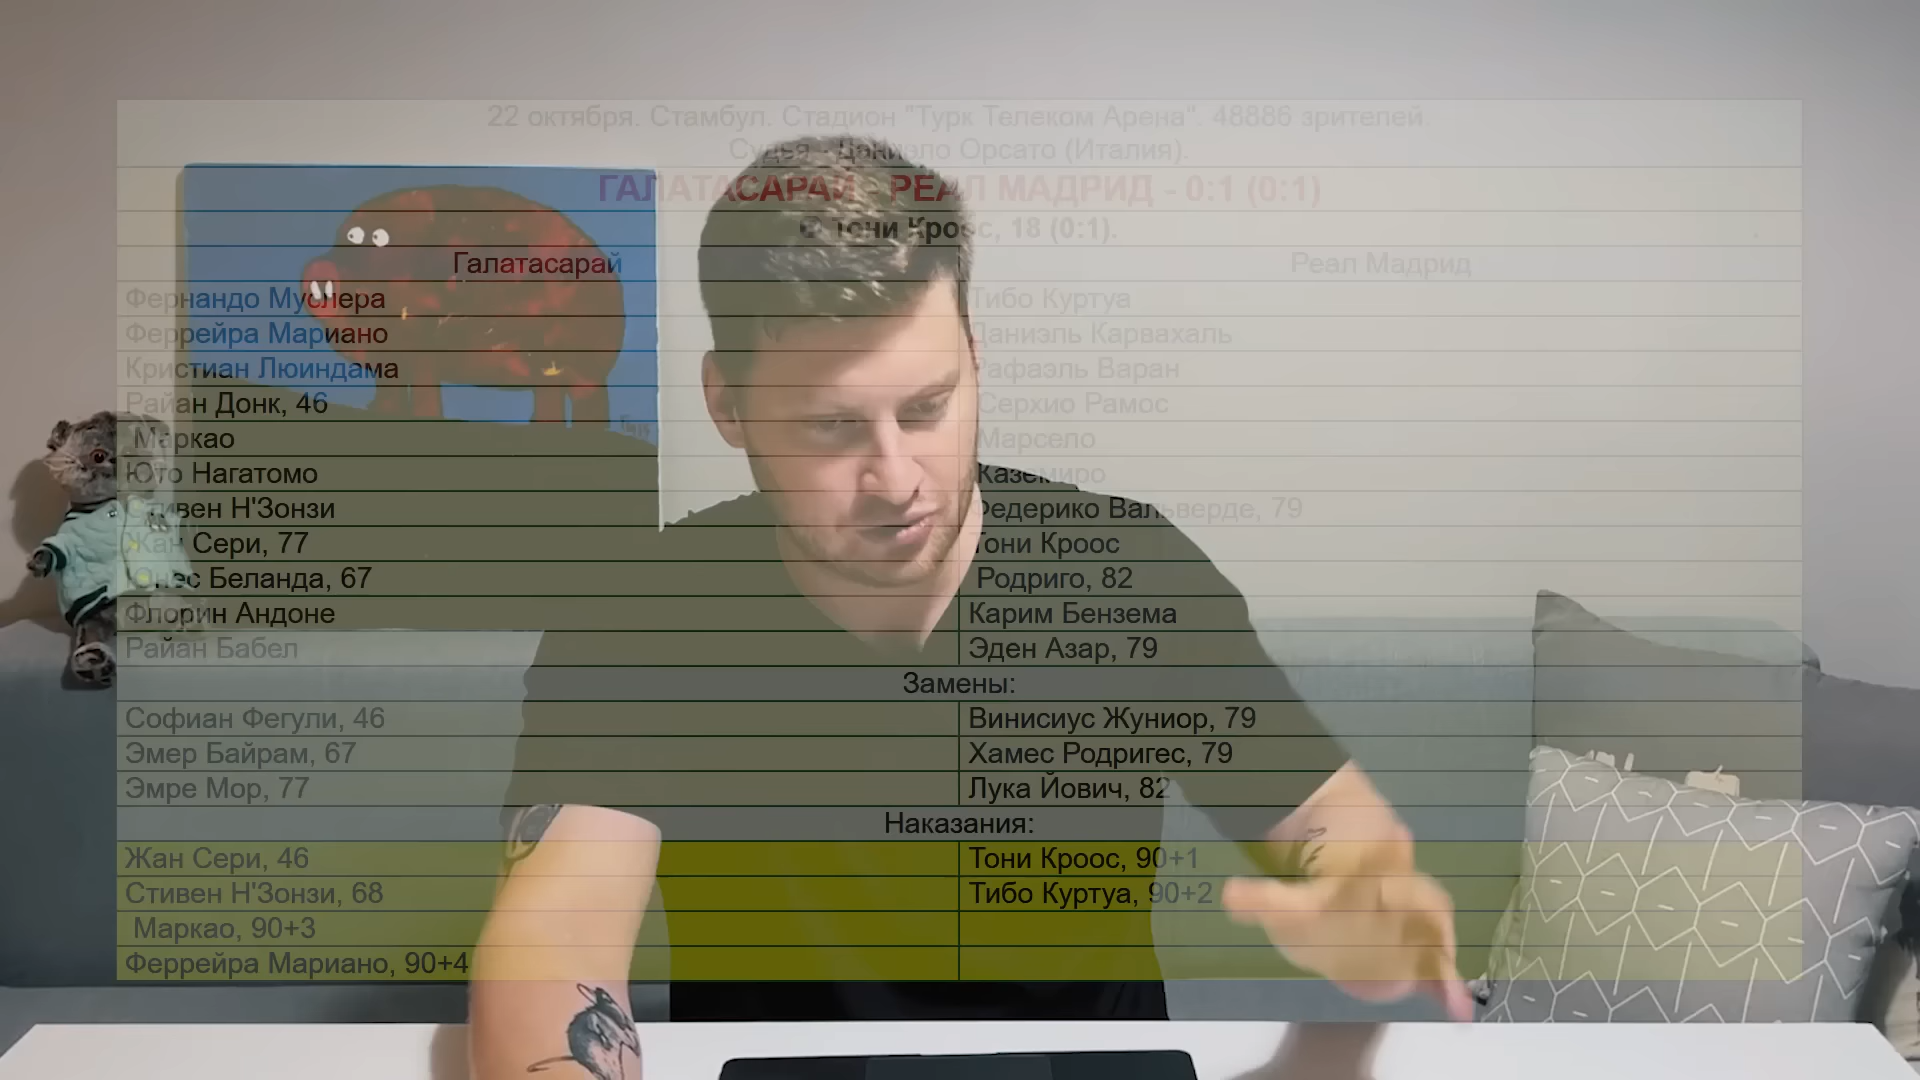 22 октября. Стамбул. Стадион "Турк Телеком Арена". 48886 зрителей.
Судья - Даниэло Орсато (Италия).
ГАЛАТАСАРАЙ - РЕАЛ МАДРИД - 0:1 (0:1)
Тони Кроос, 18 (0:1).
Галатасарай
Реал Мадрид
Фернандо Муслера
Тибо Куртуа
Феррейра Мариано
Даниэль Карвахаль
Кристиан Люиндама
Рафаэль Варан
Райан Донк, 46
Серхио Рамос
Маркао
Марсело
Юто Нагатомо
Каземиро
Стивен Н'Зонзи
Федерико Вальверде, 79
Жан Сери, 77
Тони Кроос
Юнес Беланда, 67
Родриго, 82
Флорин Андоне
Карим Бензема
Райан Бабел
Эден Азар, 79
Замены:
Софиан Фегули, 46
Винисиус Жуниор, 79
Эмер Байрам, 67
Хамес Родригес, 79
Эмре Мор, 77
Лука Йович, 82
Наказания:
Жан Сери, 46
Тони Кроос, 90+1
Стивен Н'Зонзи, 68
Тибо Куртуа, 90+2
Маркао, 90+3
Феррейра Мариано, 90+4